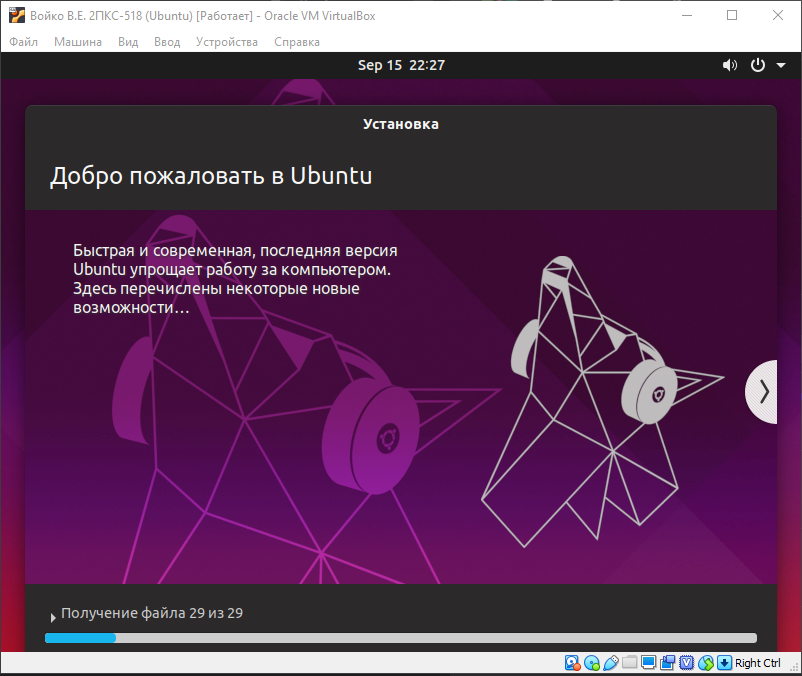 Войко В.Е. 2ПКС-518 (Ubuntu) [Работает] - Oracle VM VirtualBox
Файл Машина Вид Ввод Устройства Справка
Sep 15 22:27
Установка
Добро пожаловать в Ubuntu
Быстрая и современная, последняя версия
Ubuntu упрощает работу за компьютером.
Здесь перечислены некоторые новые
возможности…
Получение файла 29 из 29
Right Ctrl